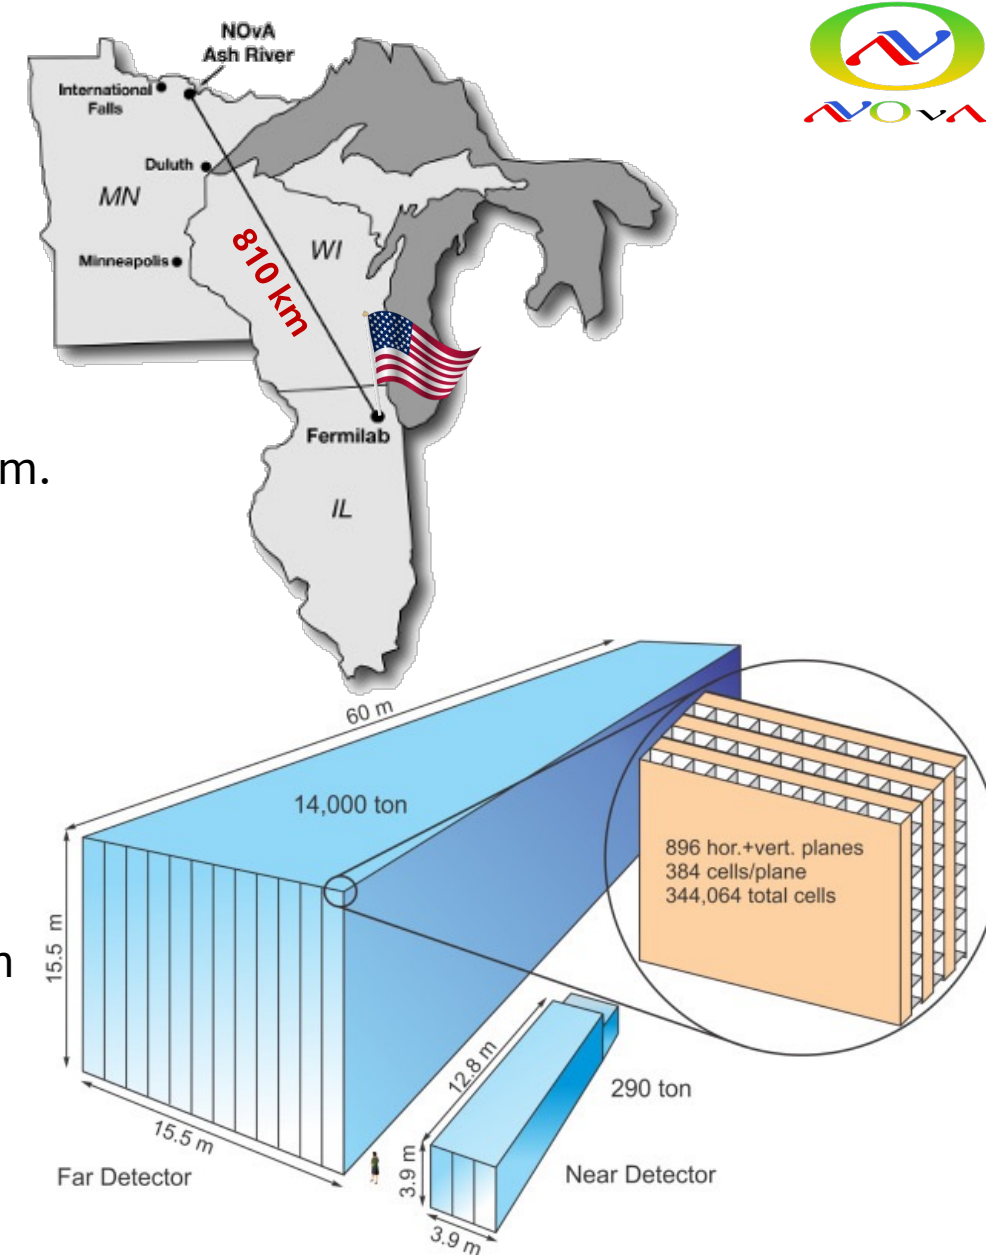 NOvA
Ash River
International
Falls
Duluth
MN
WI
Minneapolis
810 km
Fermilab
IL
NOvA
m.
60 m
14,000 ton
896 hor.+vert. planes
384 cells/plane
344,064 total cells
15.5 m
n
15.5 m
12.8 m
290 ton
3.9 m
3.9 m
Far Detector
Near Detector